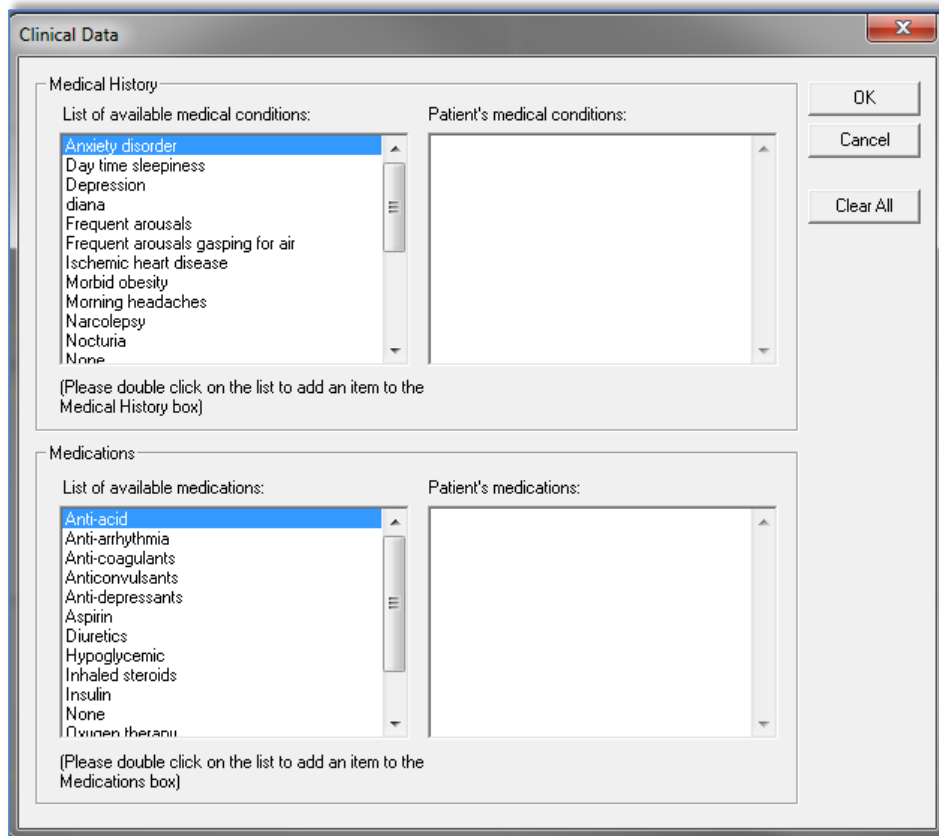 Clinical Data
Medical History
List of available medical conditions:
Anxiety disorder
Day time sleepiness
Depression
diana
Frequent arousals
Frequent arousals gasping for air
Ischemic heart disease
Morbid obesity
Morning headaches
Narcolepsy
Nocturia
None
(Please double click on the list to add an item to the
Medical History box)
Patient's medical conditions:
OK
Cancel
Clear All
Medications
List of available medications:
Anti-acid
Anti-arrhythmia
Anti-coagulants
Anticonvulsants
Anti-depressants
Aspirin
Diuretics
Hypoglycemic
Inhaled steroids
Insulin
None
Oxygen therapy
(Please double click on the list to add an item to the
Medications box)
Patient's medications: